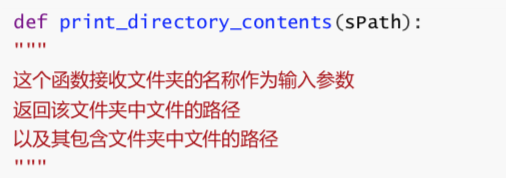 def print_directory_contents(sPath):
"""
这个函数接收文件夹的名称作为输入参数
返回该文件夹中文件的路径
以及其包含文件夹中文件的路径
"""